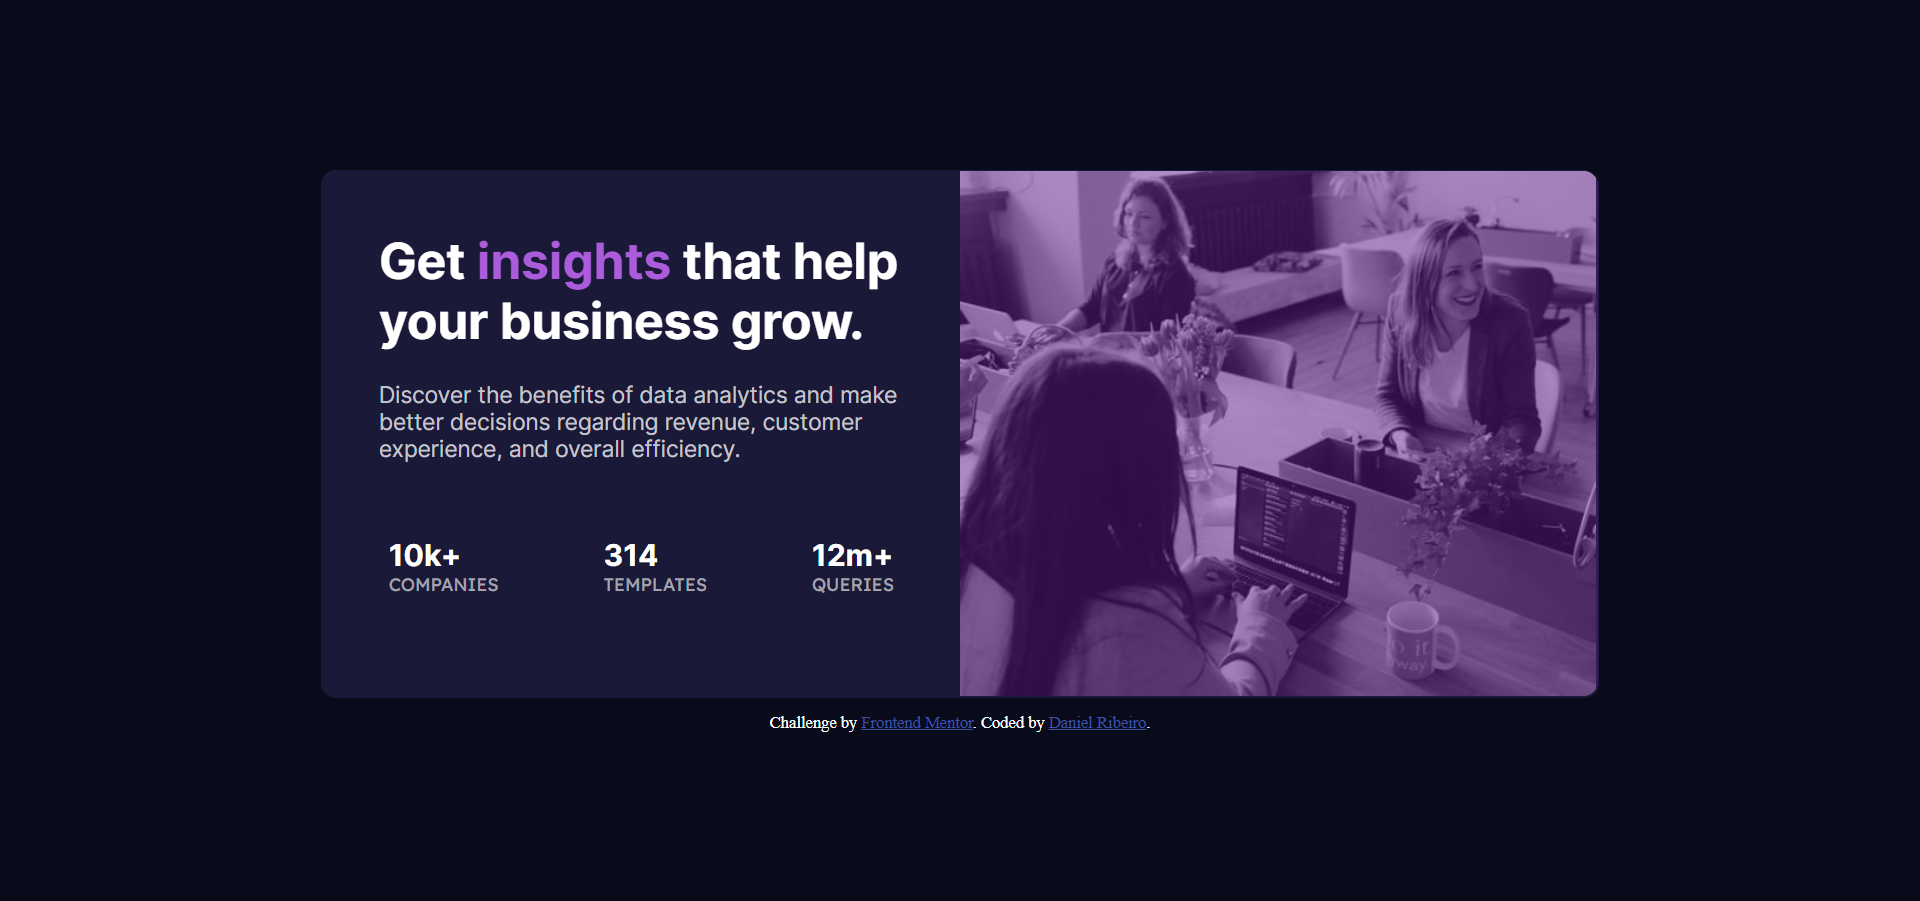 Get insights that help
your business grow.
Discover the benefits of data analytics and make
better decisions regarding revenue, customer
experience, and overall efficiency.
10k+
COMPANIES
314
TEMPLATES
12m+
QUERIES
Challenge by Frontend Mentor. Coded by Daniel Ribeiro.